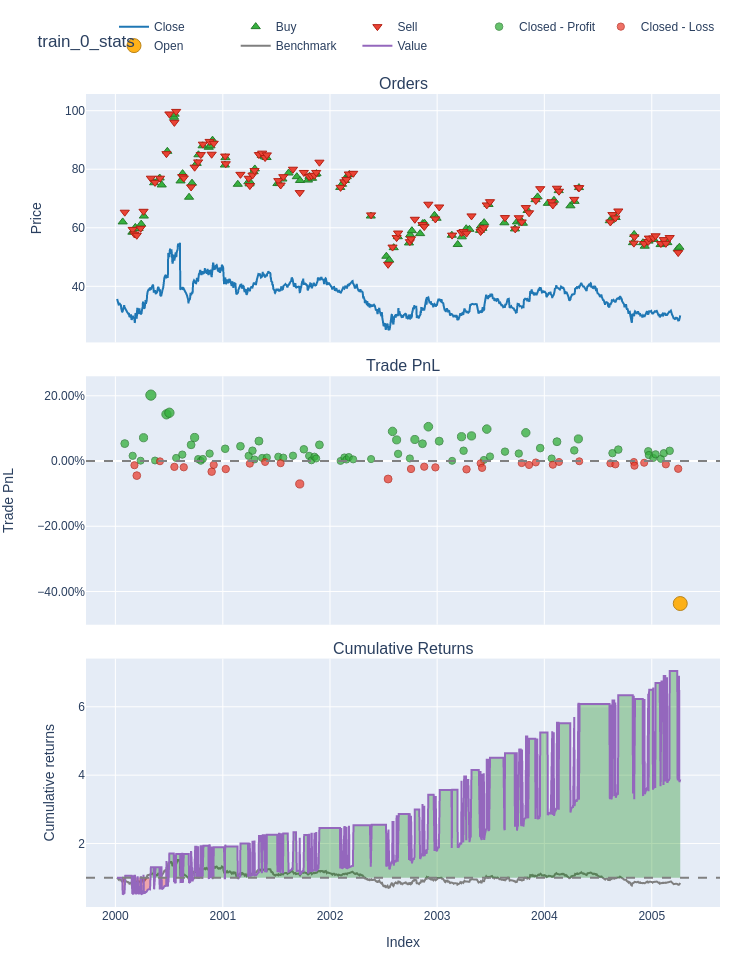 train_0_stats
Close
Buy
Sell
Closed - Profit
Closed - Loss
Open
Benchmark
Value
Orders
100
80
60
40
Price
Trade PnL
20.00%
0.00%
−20.00%
−40.00%
Trade PnL
Cumulative Returns
6
4
2
Cumulative returns
2000
2001
2002
2003
2004
2005
Index